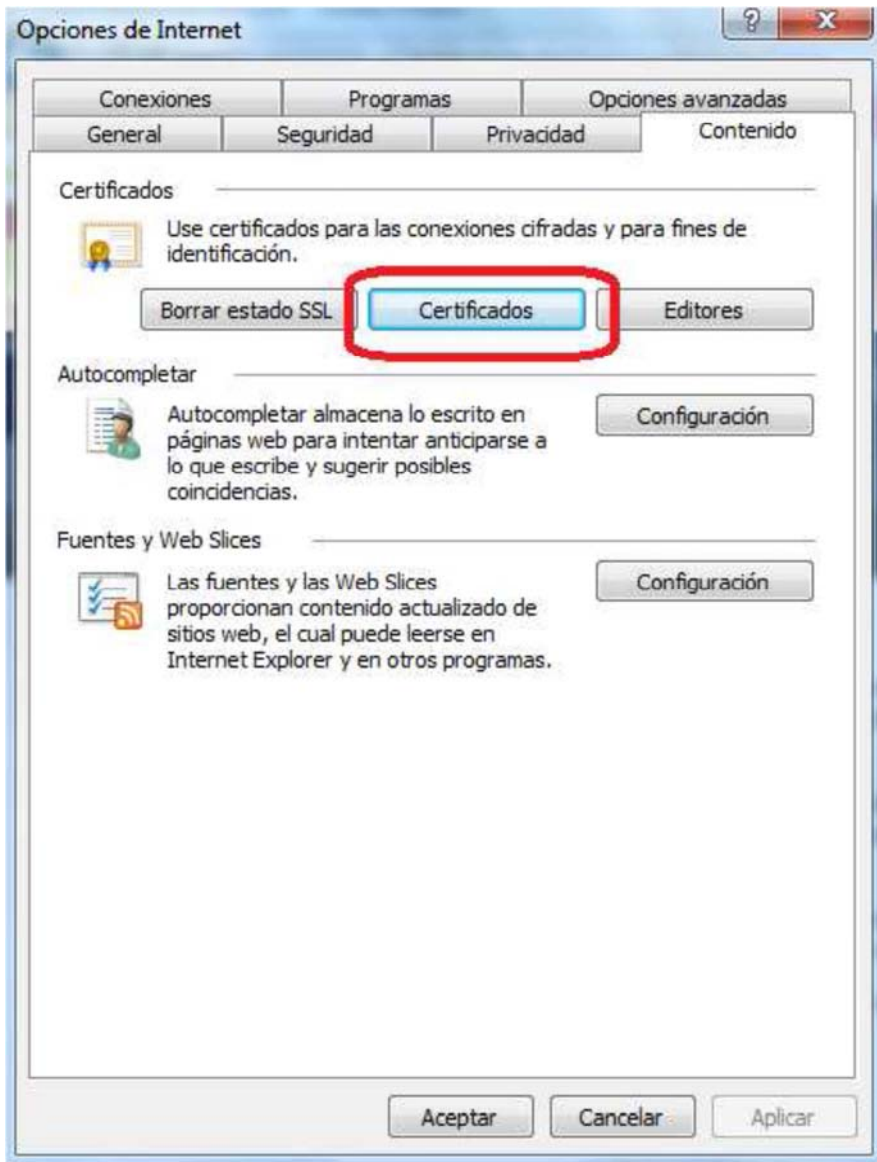 Opciones de Internet
?
X
Conexiones Programas Opciones avanzadas
General Seguridad Privacidad Contenido
Certificados
Use certificados para las conexiones cifradas y para fines de
identificación.
Borrar estado SSL Certificados Editores
Autocompletar
Autocompletar almacena lo escrito en
páginas web para intentar anticiparse a
lo que escribe y sugerir posibles
coincidencias.
Configuración
Fuentes y Web Slices
Las fuentes y las Web Slices
proporcionan contenido actualizado de
sitios web, el cual puede leerse en
Internet Explorer y en otros programas.
Configuración
Aceptar Cancelar Aplicar